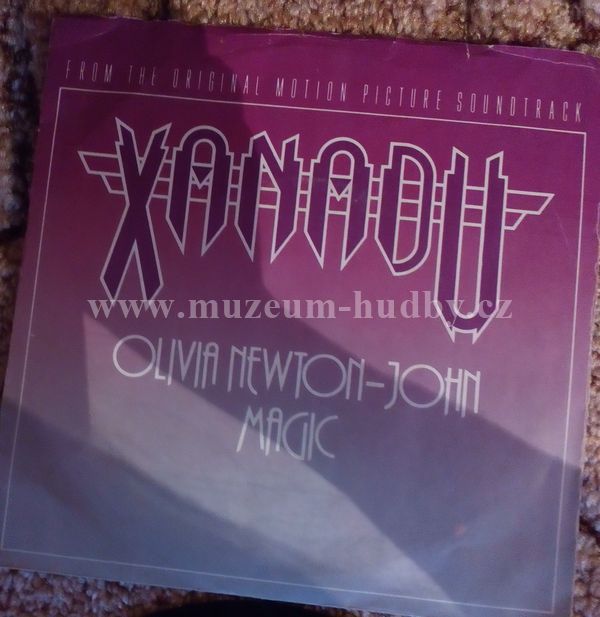 FROM THE ORIGINAL MOTION PICTURE SOUNDTRACK
XANADU
www.muzeum-hudby.cz
OLIVIA NEWTON-JOHN
MAGIC